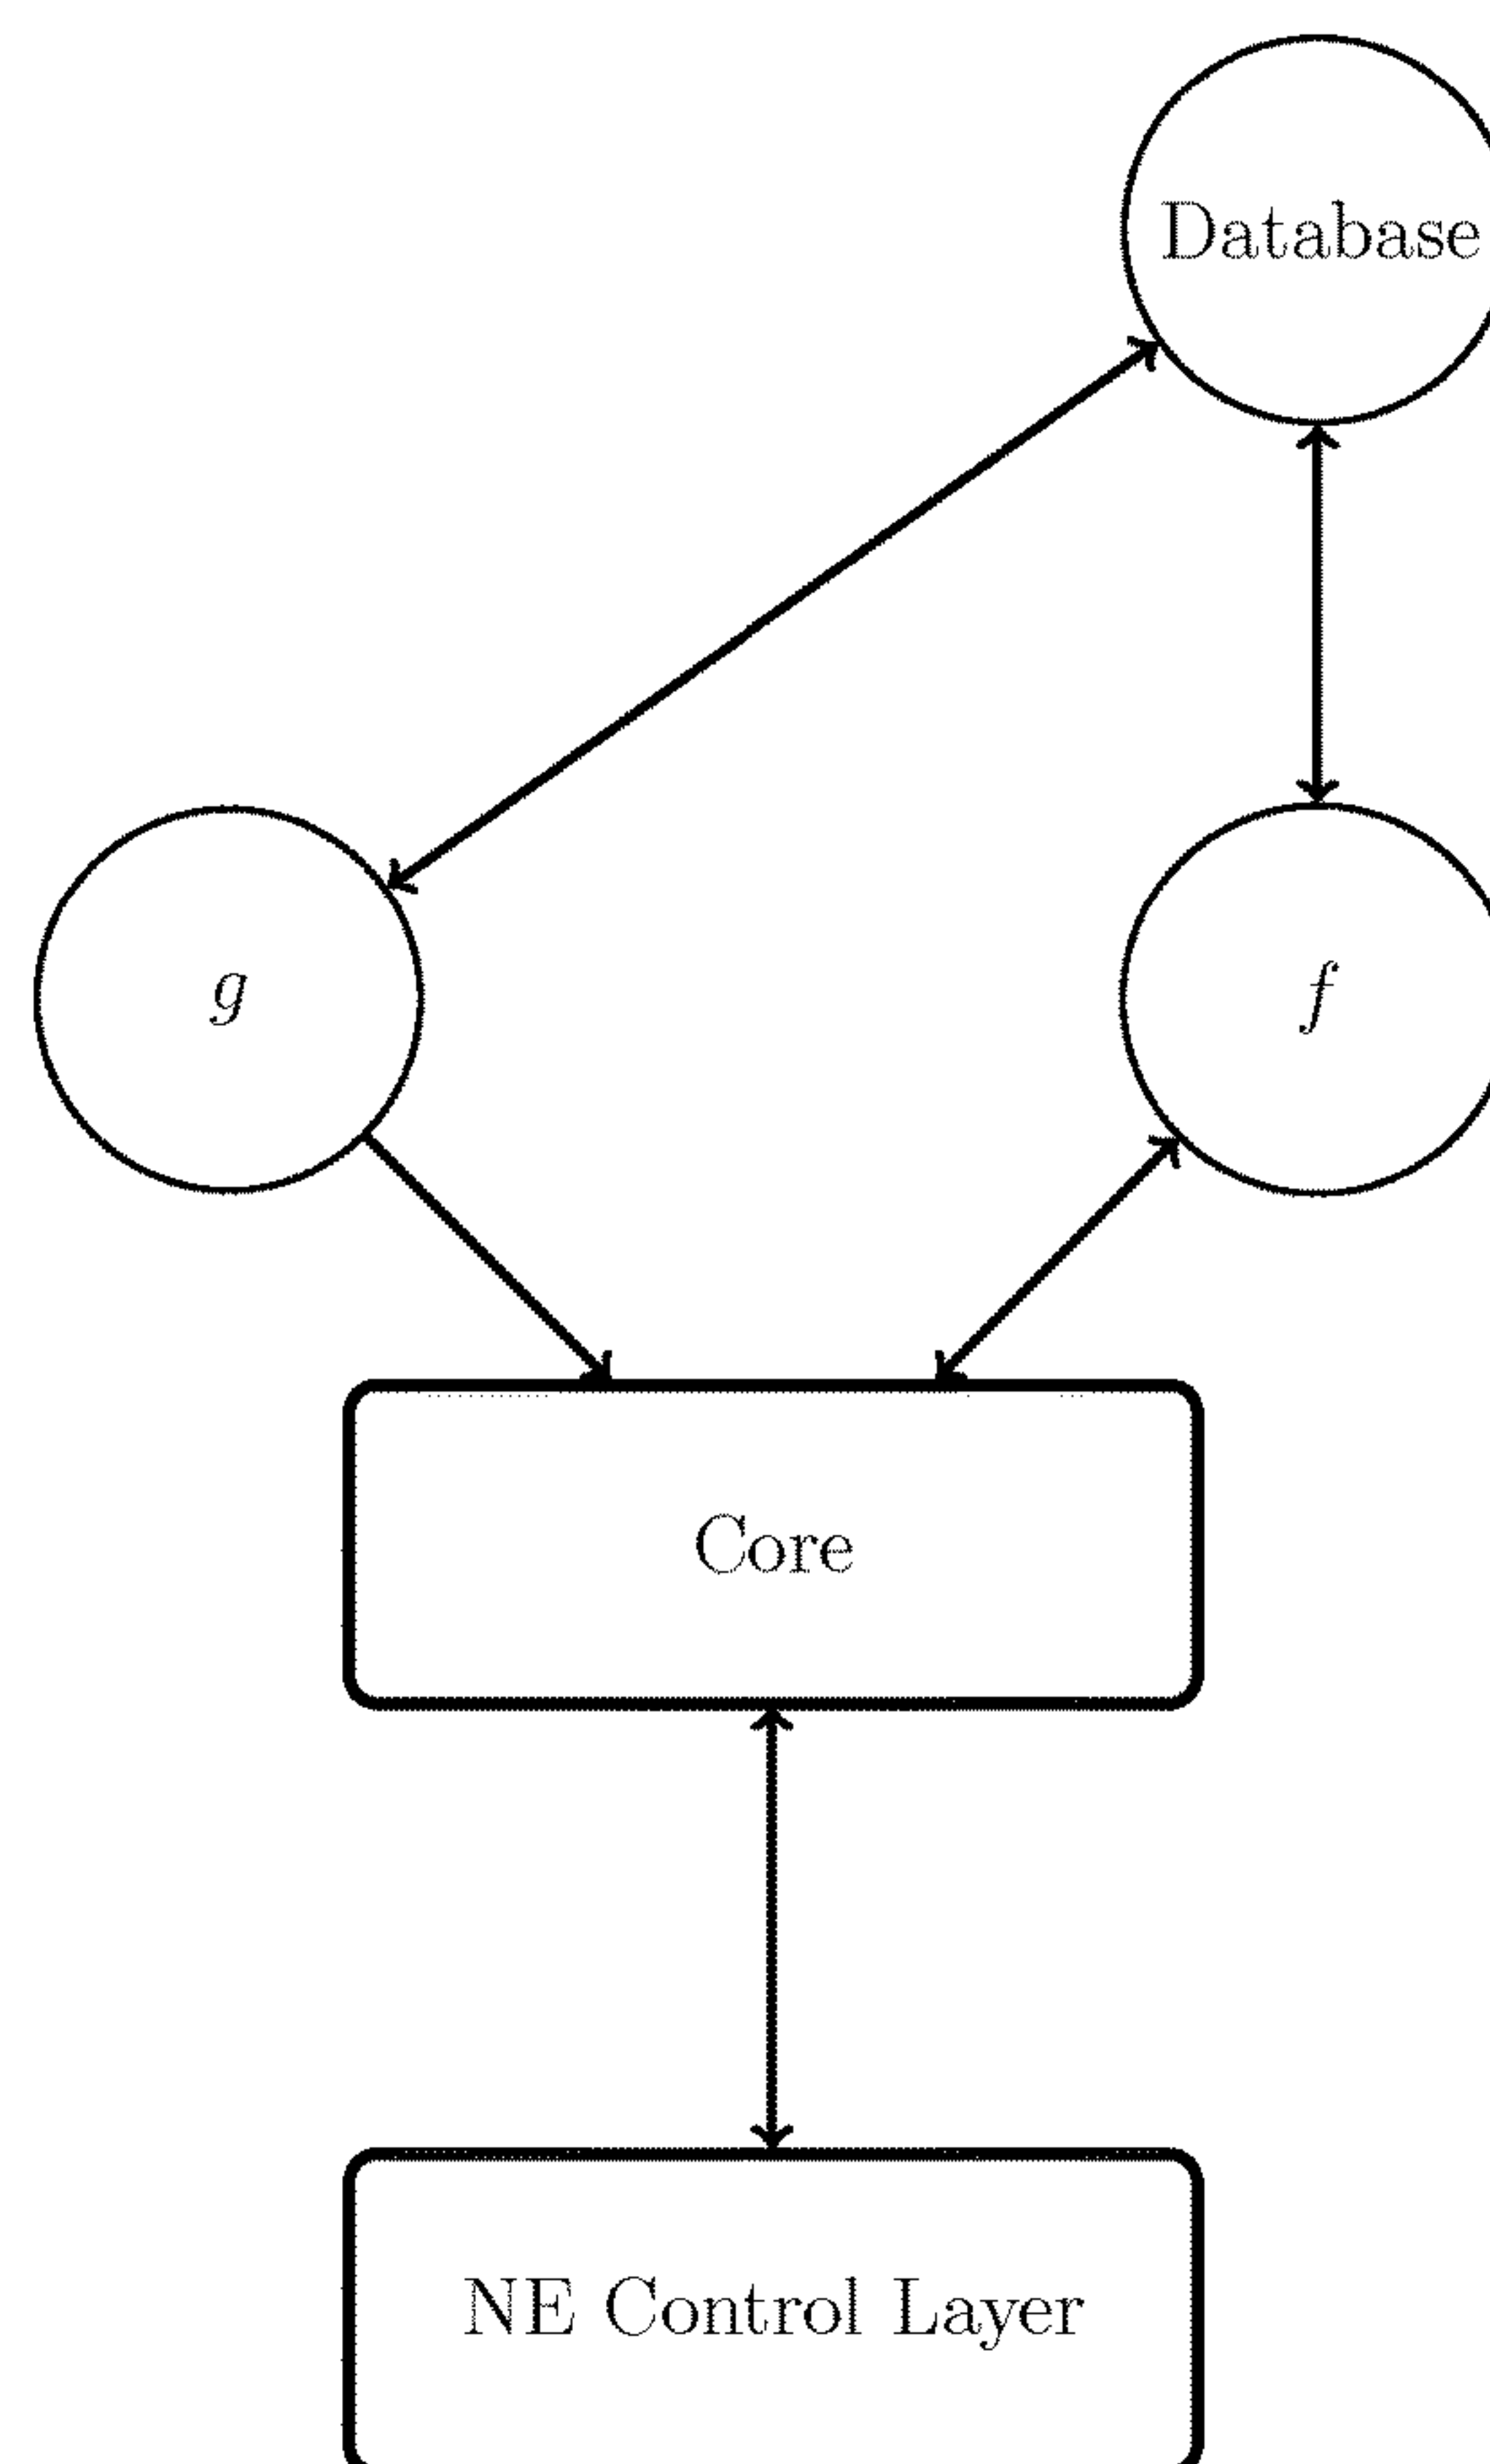 Database
g
f
Core
NE Control Layer